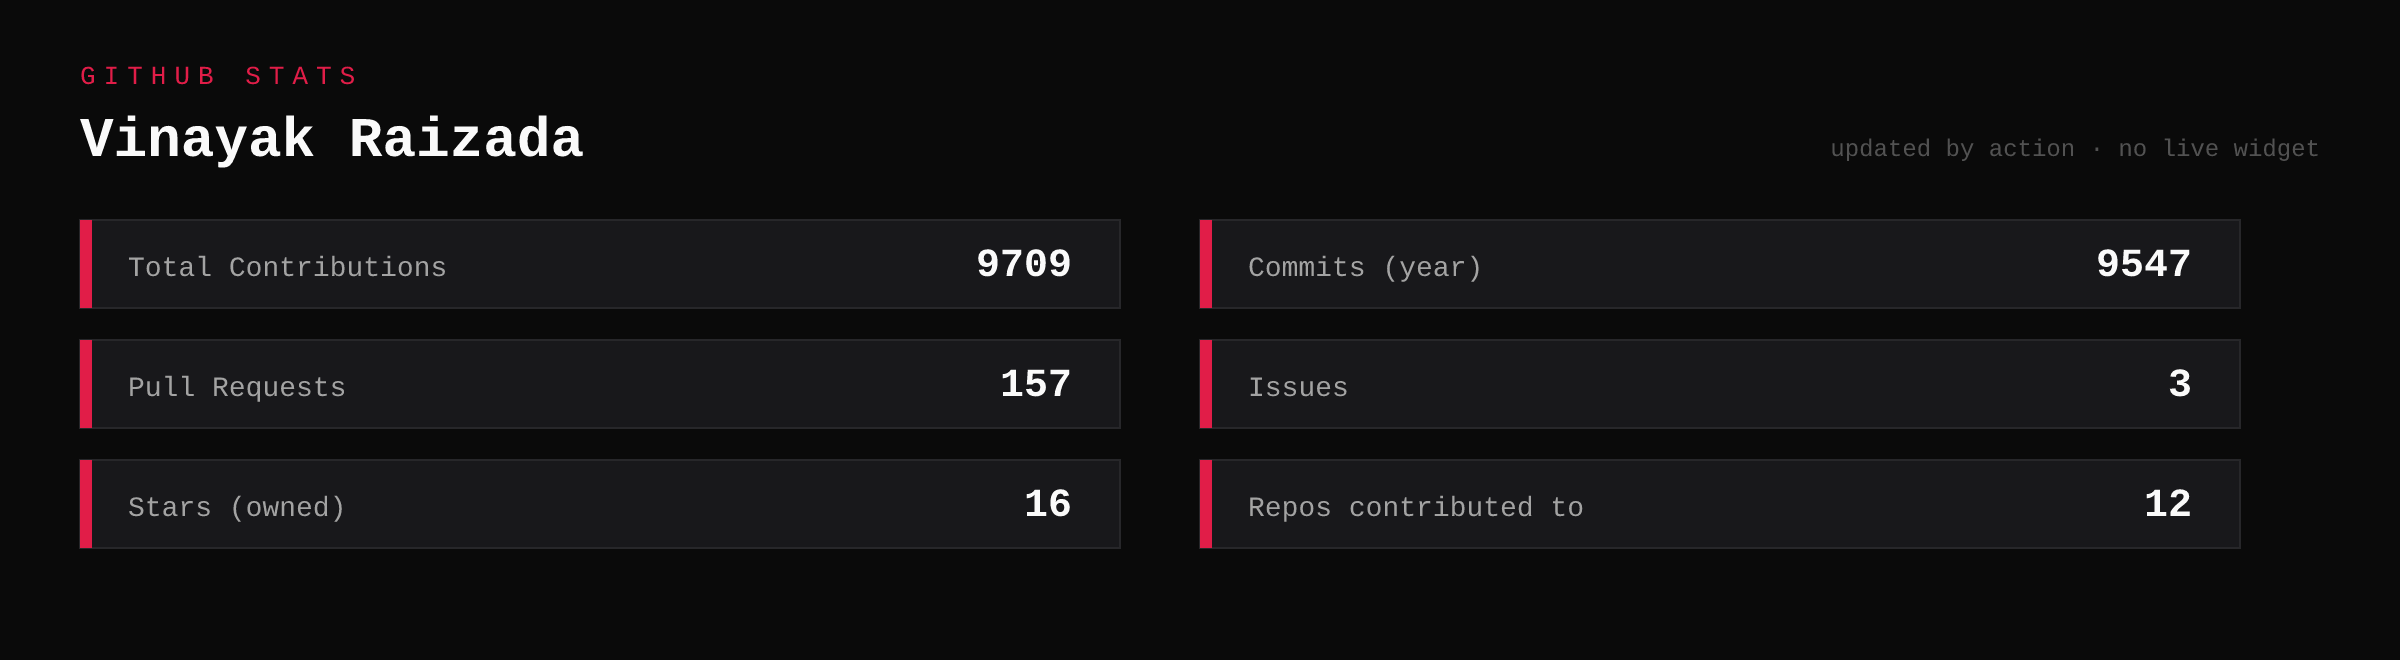 GITHUB STATS
Vinayak Raizada
updated by action · no live widget
Total Contributions 9709
Commits (year) 9547
Pull Requests 157
Issues 3
Stars (owned) 16
Repos contributed to 12